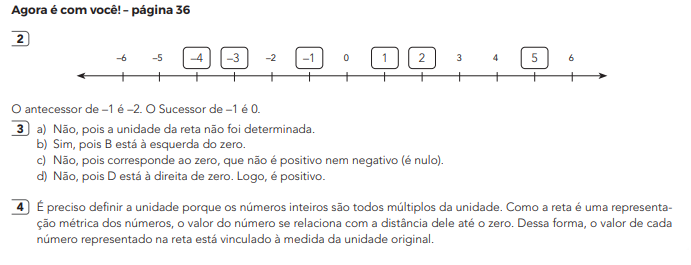 Agora é com você! – página 36
2
–6 –5 –4 –3 –2 –1 0 1 2 3 4 5 6
O antecessor de –1 é –2. O Sucessor de –1 é 0.
3 a) Não, pois a unidade da reta não foi determinada.
b) Sim, pois B está à esquerda do zero.
c) Não, pois corresponde ao zero, que não é positivo nem negativo (é nulo).
d) Não, pois D está à direita de zero. Logo, é positivo.
4 É preciso definir a unidade porque os números inteiros são todos múltiplos da unidade. Como a reta é uma representa-
ção métrica dos números, o valor do número se relaciona com a distância dele até o zero. Dessa forma, o valor de cada
número representado na reta está vinculado à medida da unidade original.